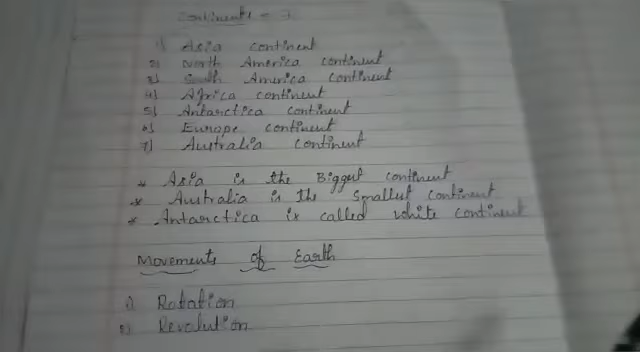 Continents = 7
1) Asia continent
2) North America continent
3) South America continent
4) Africa continent
5) Antarctica continent
6) Europe continent
7) Australia continent
* Asia is the Biggest continent
* Australia is the smallest continent
* Antarctica is called white continent
Movements of Earth
1) Rotation
2) Revolution